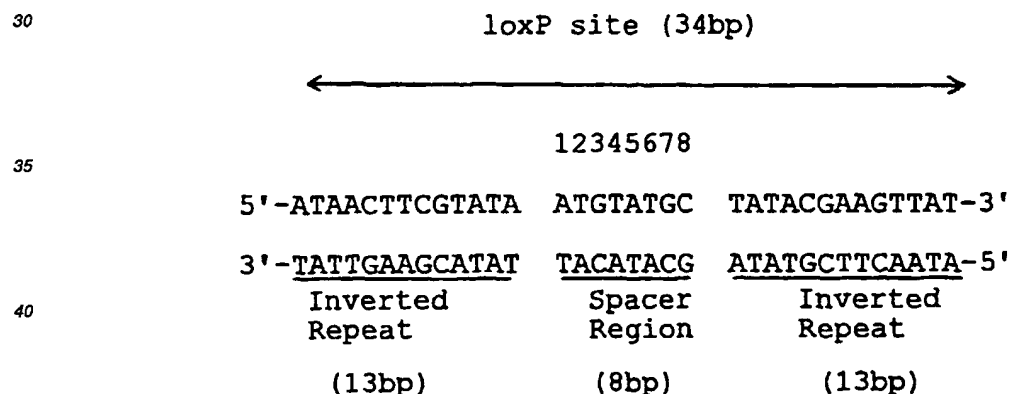 30
loxP site (34bp)
12345678
35
5'-ATAACTTCGTATA ATGTATGC TATACGAAGTTAT-3'
3'-TATTGAAGCATAT TACATACG ATATGCTTCAATA-5'
Inverted Spacer Inverted
40
Repeat Region Repeat
(13bp) (8bp) (13bp)